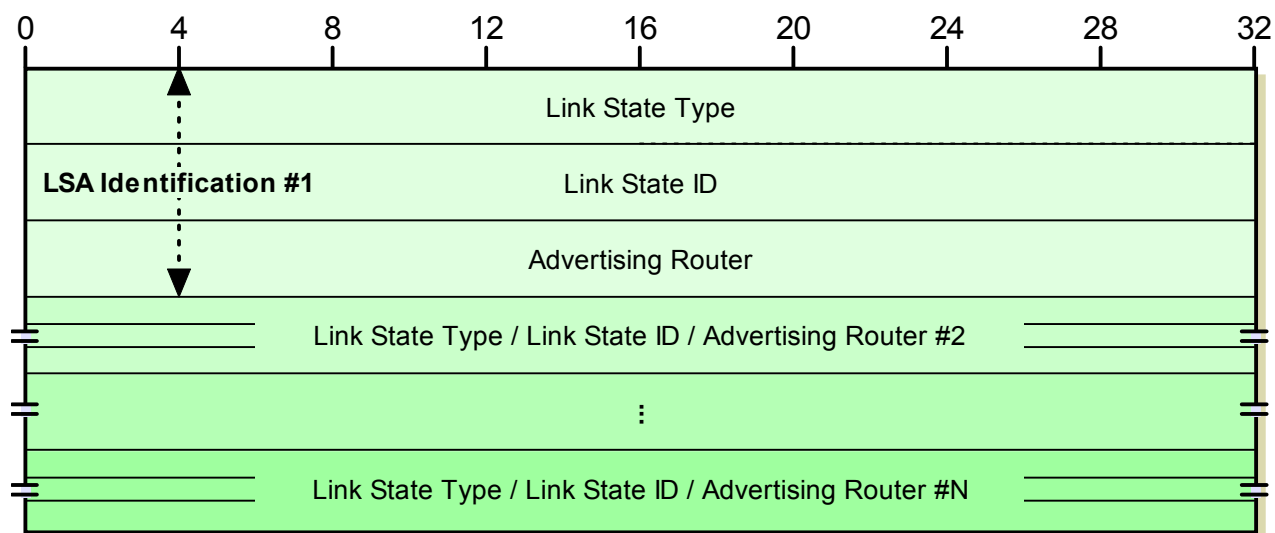 0 4 8 12 16 20 24 28 32
Link State Type
LSA Identification #1 Link State ID
Advertising Router
Link State Type / Link State ID / Advertising Router #2
⋮
Link State Type / Link State ID / Advertising Router #N